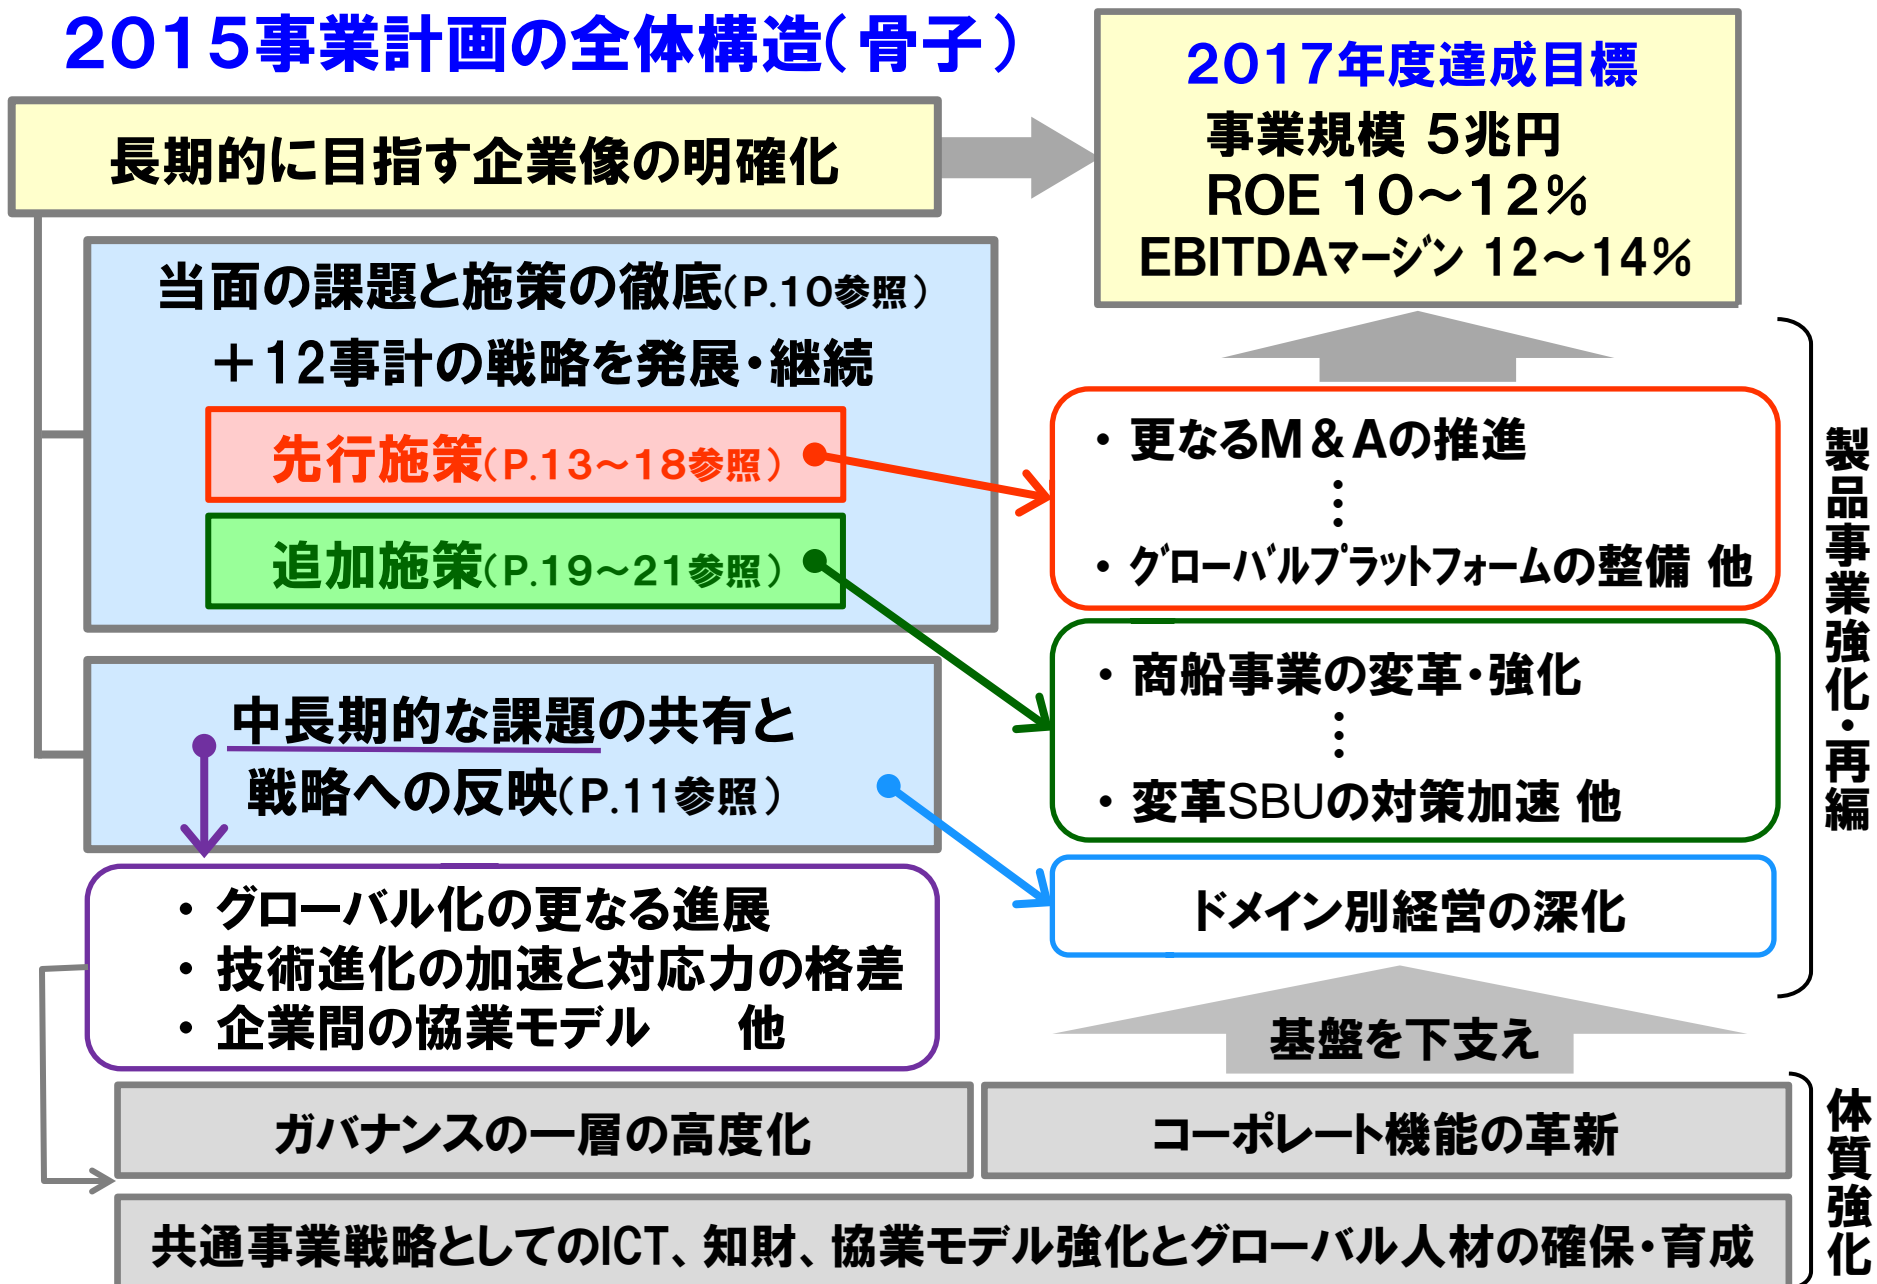 2015事業計画の全体構造(骨子)
長期的に目指す企業像の明確化
2017年度達成目標
事業規模 5兆円
ROE 10～12％
EBITDAマージン 12～14％
当面の課題と施策の徹底(P.10参照)
＋12事計の戦略を発展・継続
先行施策(P.13～18参照)
追加施策(P.19～21参照)
中長期的な課題の共有と
戦略への反映(P.11参照)
・グローバル化の更なる進展
・技術進化の加速と対応力の格差
・企業間の協業モデル　他
・更なるM＆Aの推進
⋮
・グローバルプラットフォームの整備 他
・商船事業の変革・強化
⋮
・変革SBUの対策加速 他
ドメイン別経営の深化
製品事業強化・再編
基盤を下支え
ガバナンスの一層の高度化
コーポレート機能の革新
共通事業戦略としてのICT、知財、協業モデル強化とグローバル人材の確保・育成
体質強化